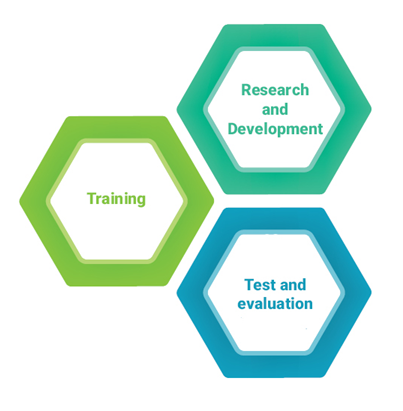 Research
and
Development
Training
Test and
evaluation